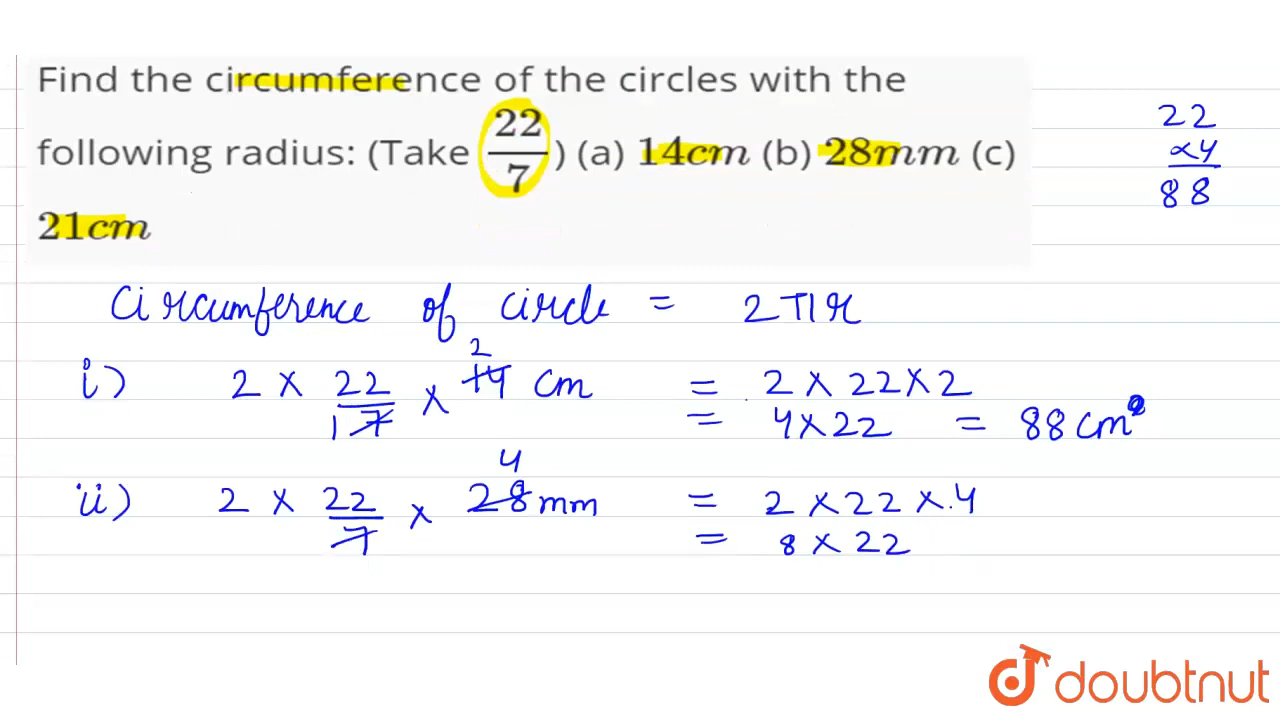 Find the circumference of the circles with the
following radius: (Take 22/7) (a) 14cm (b) 28mm (c)
21cm
22
×4
88
Circumference of circle = 2πr
i) 2 × 22/7 × 14 cm = 2 × 22 × 2
1 2
= 4 × 22 = 88 cm
ii) 2 × 22/7 × 28 mm = 2 × 22 × 4
4
= 8 × 22
doubtnut